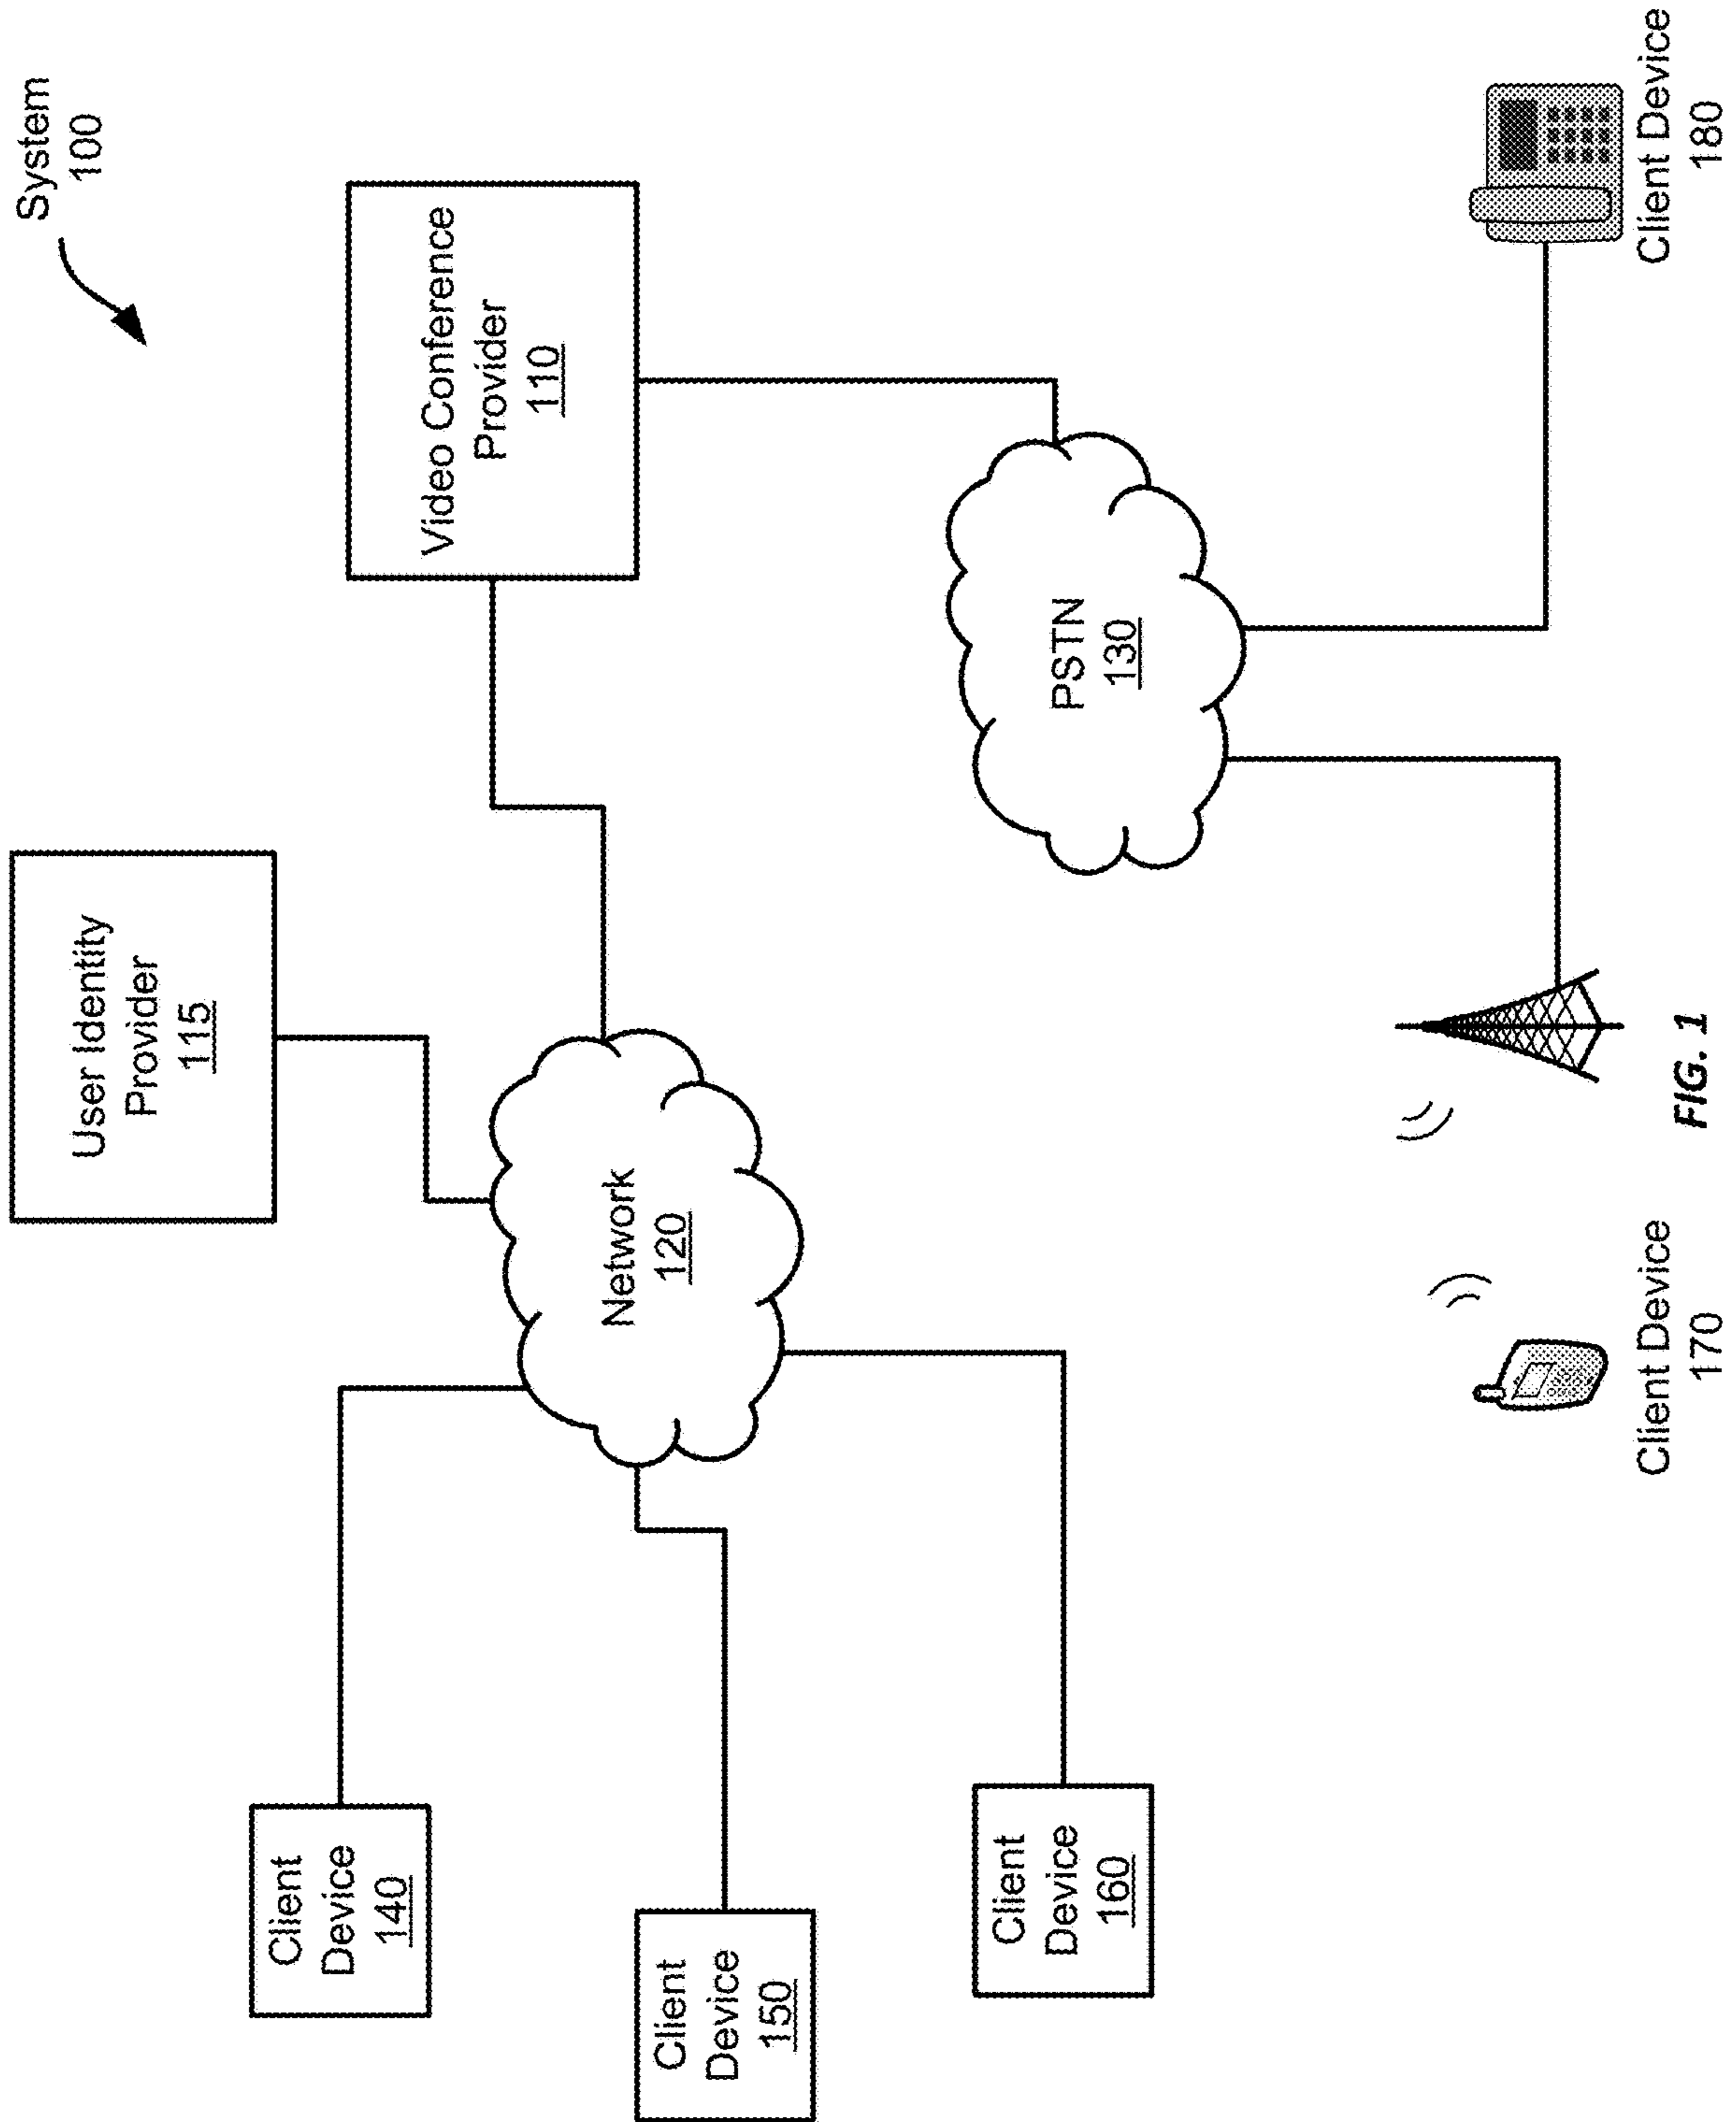 System
100
User Identity
Provider
115
Video Conference
Provider
110
Client
Device
140
Network
120
Client
Device
150
PSTN
130
Client
Device
160
Client Device
170
Client Device
180
FIG. 1